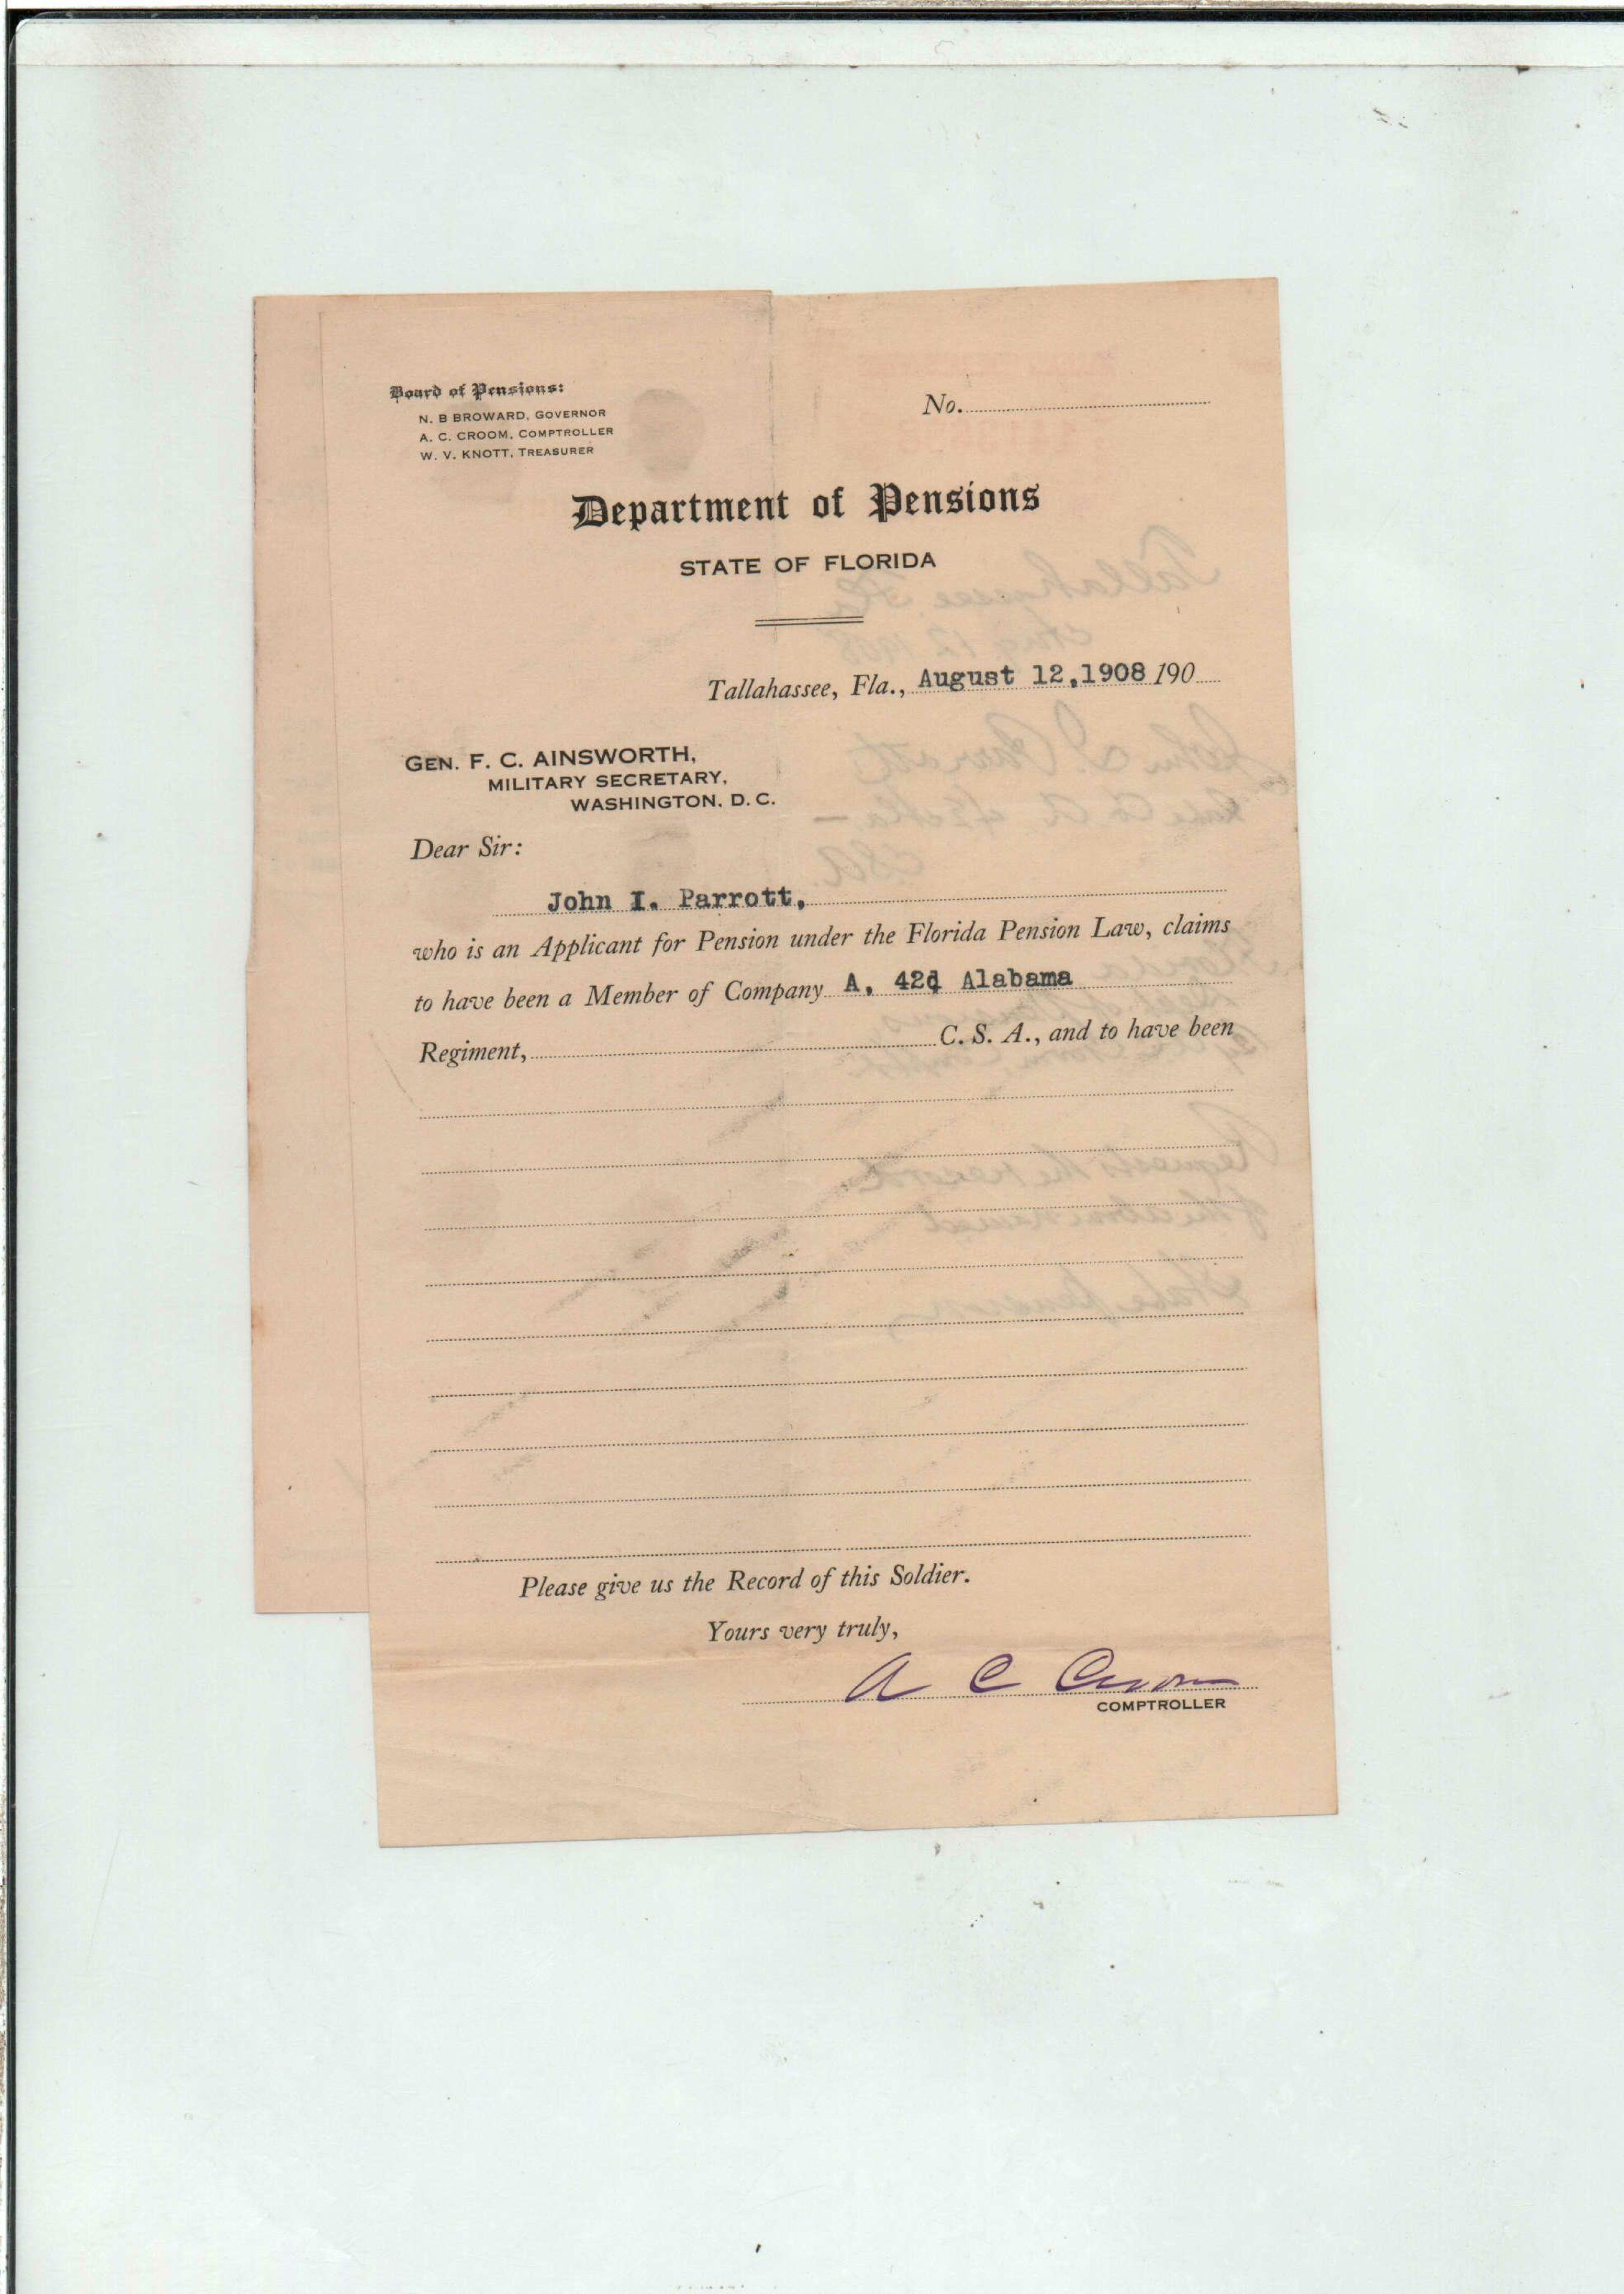 Board of Pensions:
N. B BROWARD, GOVERNOR
A. C. CROOM, COMPTROLLER
W. V. KNOTT, TREASURER
No.
Department of Pensions
STATE OF FLORIDA
Tallahassee, Fla., August 12,1908 190
GEN. F. C. AINSWORTH,
MILITARY SECRETARY,
WASHINGTON, D. C.
Dear Sir:
John I. Parrott,
who is an Applicant for Pension under the Florida Pension Law, claims
to have been a Member of Company A, 42d Alabama
Regiment, C. S. A., and to have been
Please give us the Record of this Soldier.
Yours very truly,
A C Croom
COMPTROLLER